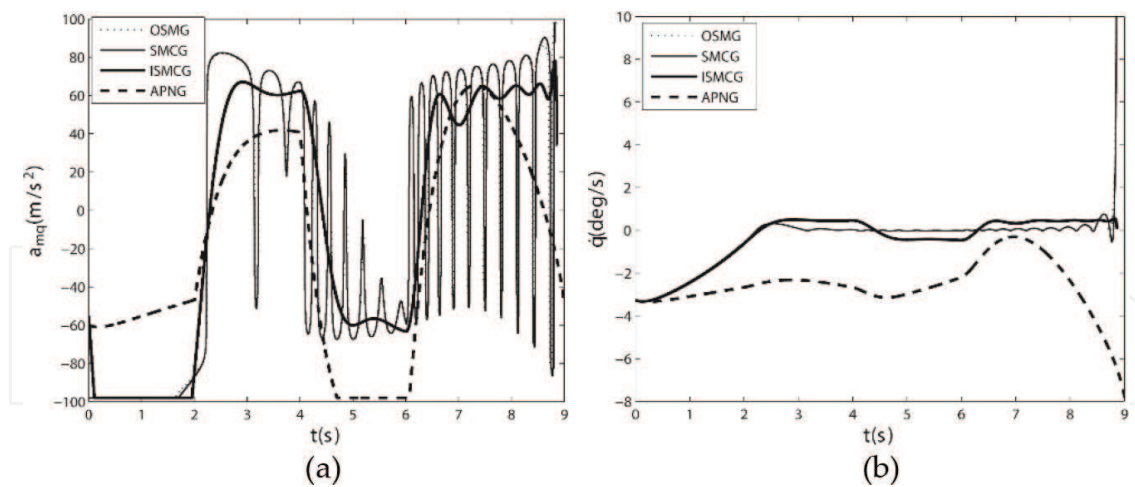 100
80
60
40
20
0
−20
−40
−60
−80
−100
a_mq(m/s²)
OSMG
SMCG
ISMCG
APNG
0 1 2 3 4 5 6 7 8 9
t(s)
(a)
10
8
6
4
2
0
−2
−4
−6
−8
q̇(deg/s)
OSMG
SMCG
ISMCG
APNG
0 1 2 3 4 5 6 7 8 9
t(s)
(b)